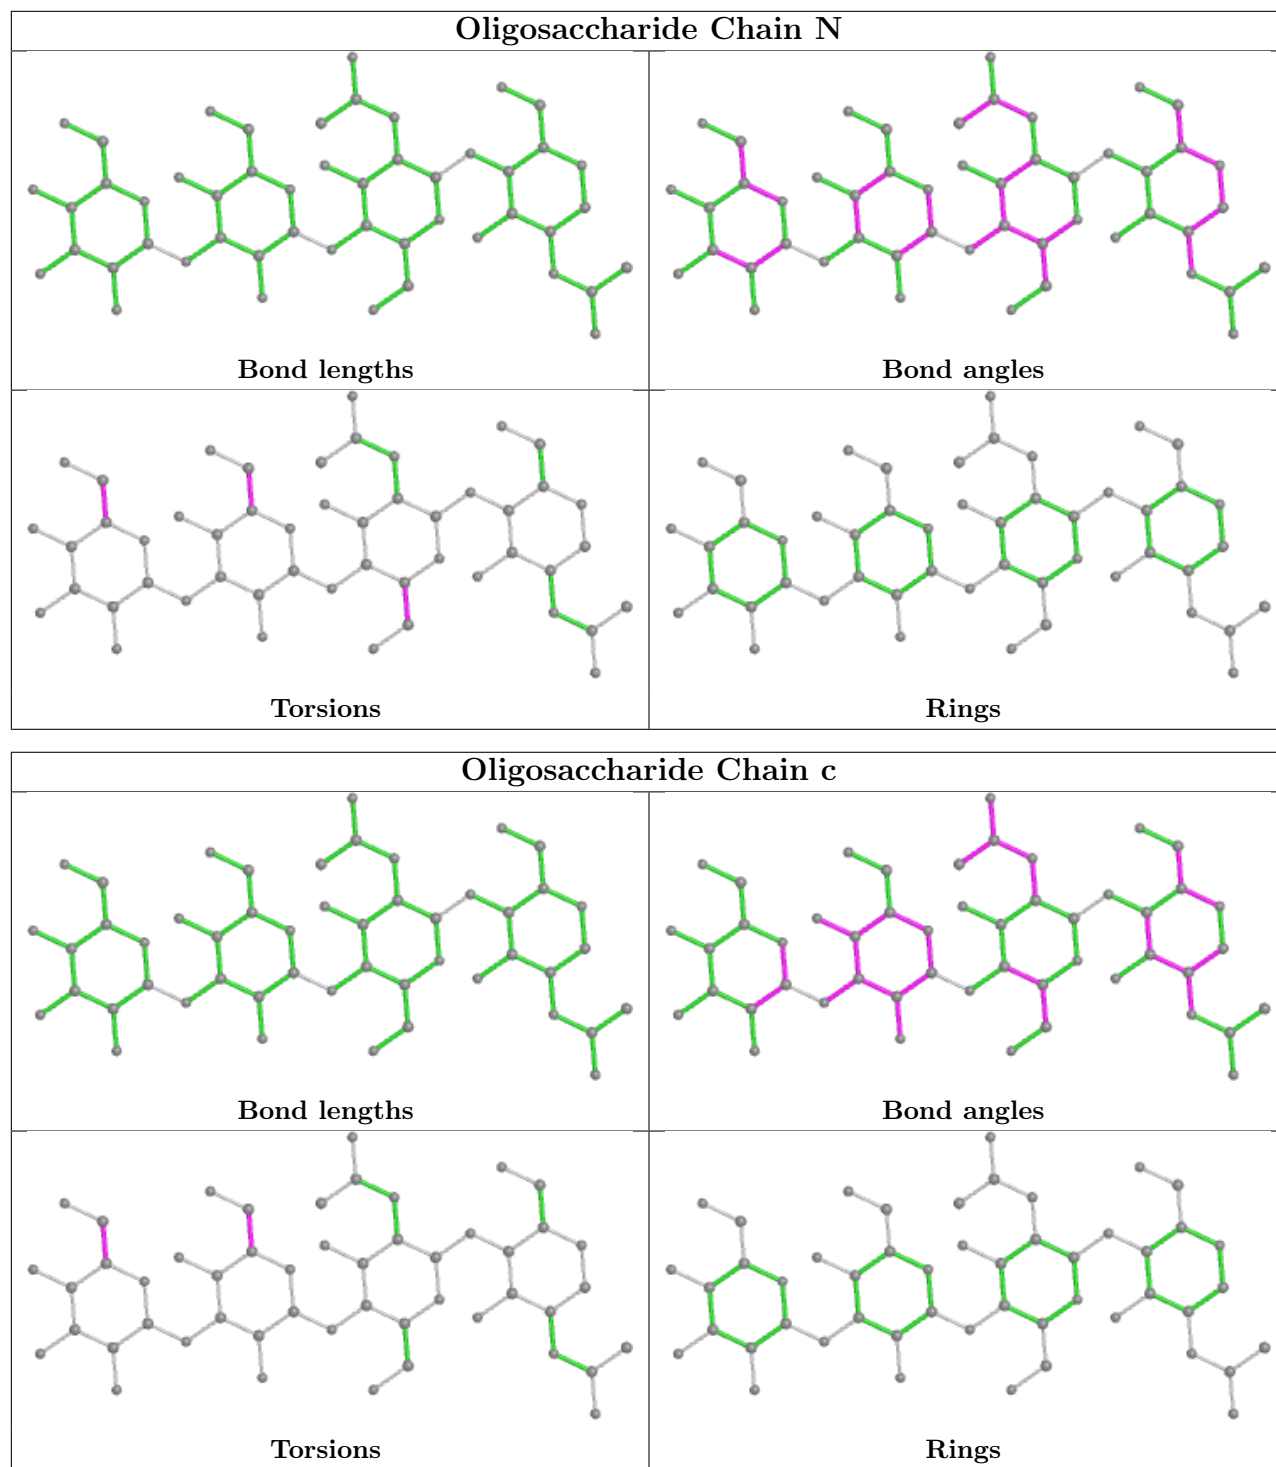 Oligosaccharide Chain N
Bond lengths
Bond angles
Torsions
Rings
Oligosaccharide Chain c
Bond lengths
Bond angles
Torsions
Rings